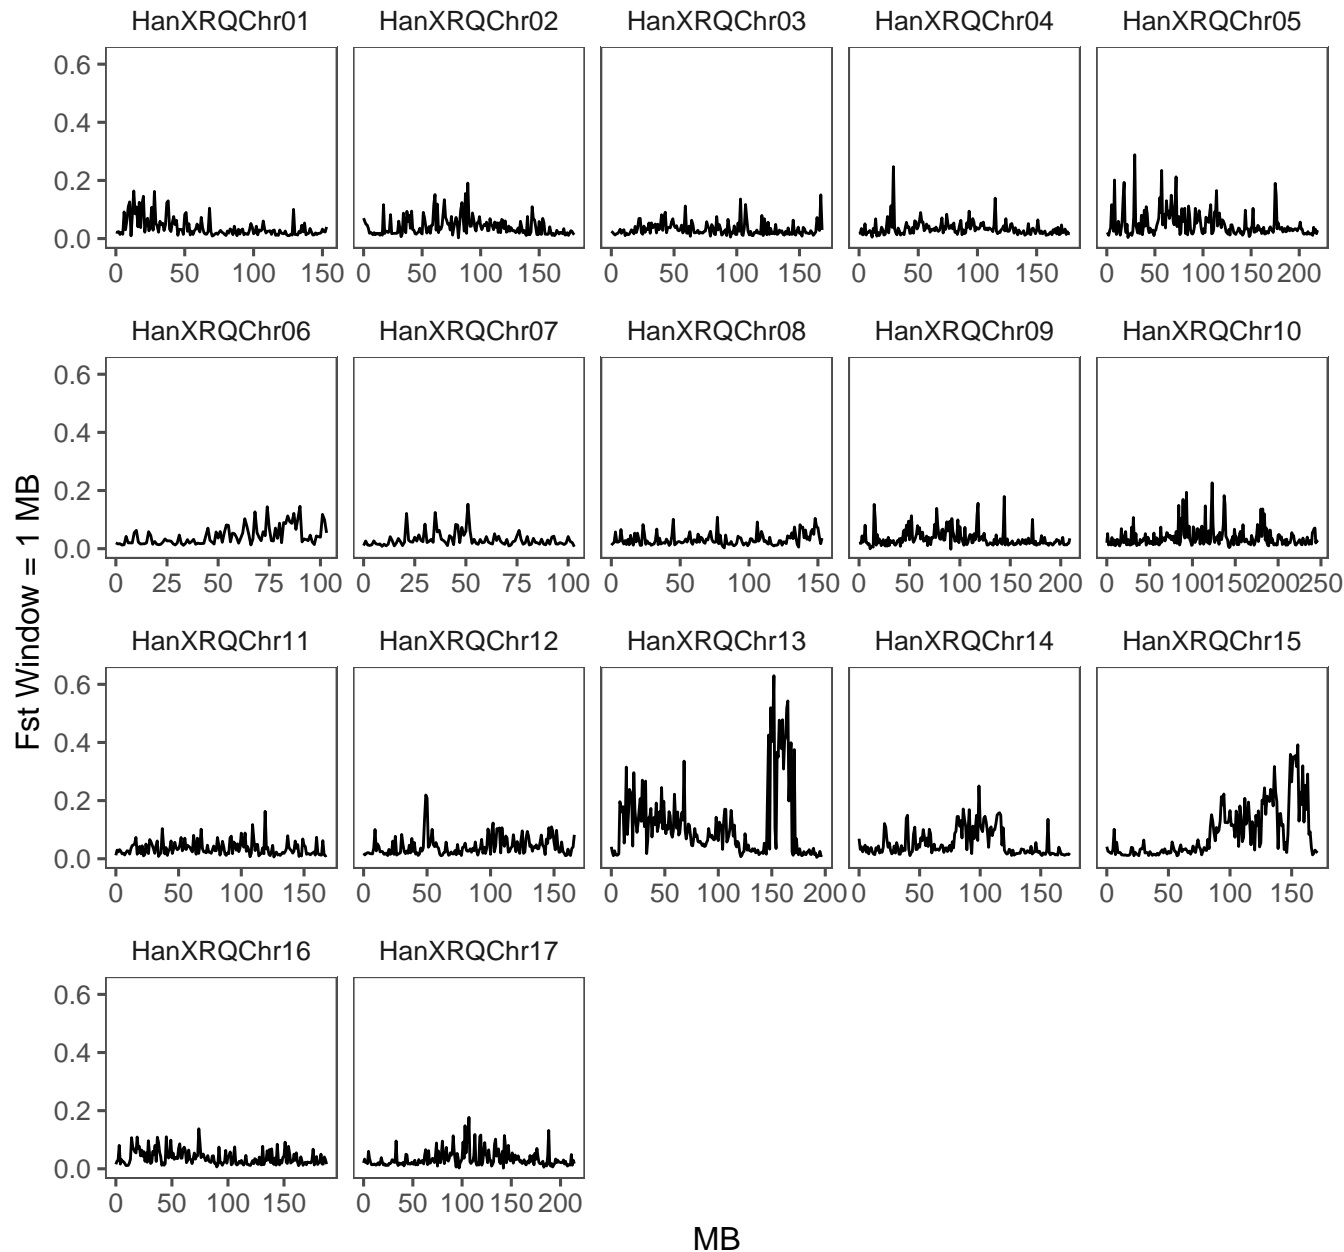 HanXRQChr01 HanXRQChr02 HanXRQChr03 HanXRQChr04 HanXRQChr05
0.6
0.4
0.2
0.0
0 50 100 150 0 50 100 150 0 50 100 150 0 50 100 150 0 50 100 150 200
HanXRQChr06 HanXRQChr07 HanXRQChr08 HanXRQChr09 HanXRQChr10
0.6
0.4
0.2
0.0
0 25 50 75 100 0 25 50 75 100 0 50 100 150 0 50 100 150 200 0 50 100 150 200 250
Fst Window = 1 MB
HanXRQChr11 HanXRQChr12 HanXRQChr13 HanXRQChr14 HanXRQChr15
0.6
0.4
0.2
0.0
0 50 100 150 0 50 100 150 0 50 100 150 200 0 50 100 150 0 50 100 150
HanXRQChr16 HanXRQChr17
0.6
0.4
0.2
0.0
0 50 100 150 0 50 100 150 200
MB